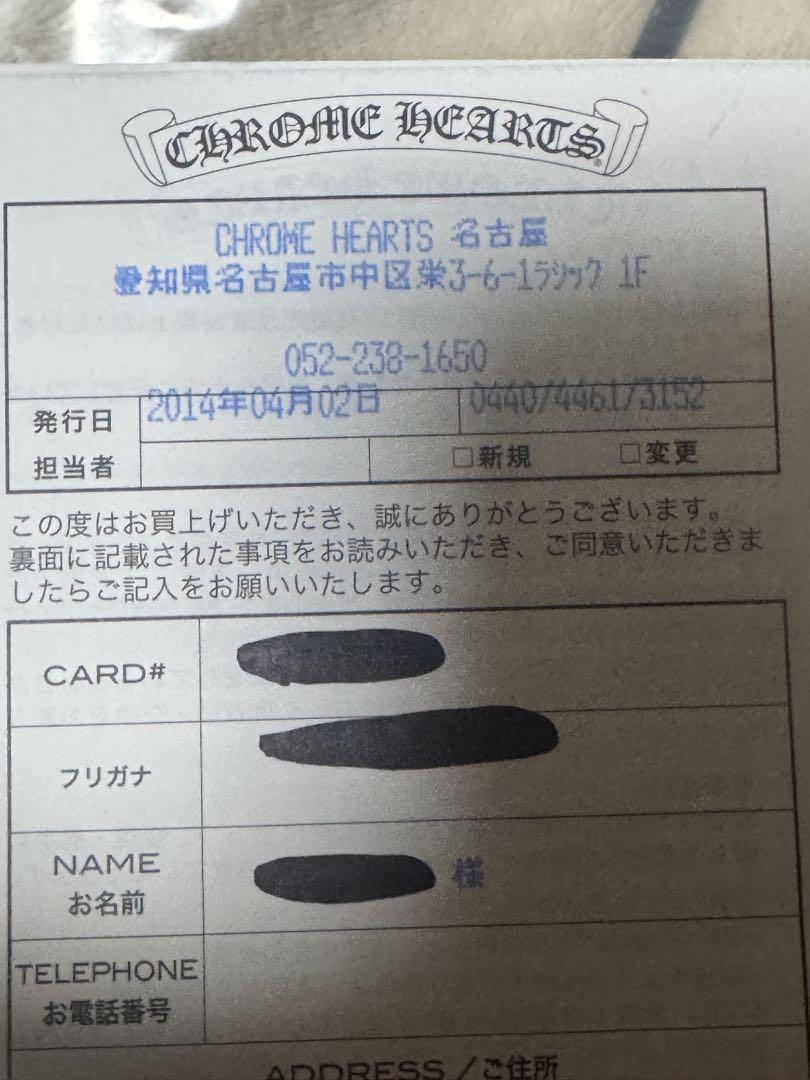 CHROME HEARTS
CHROME HEARTS 名古屋
愛知県名古屋市中区栄3-6-1ラシック 1F
052-238-1650
発行日 2014年04月02日 0440/4461/3152
担当者 □新規 □変更
この度はお買上げいただき、誠にありがとうございます。
裏面に記載された事項をお読みいただき、ご同意いただきま
したらご記入をお願いいたします。
CARD#
フリガナ
NAME
お名前 様
TELEPHONE
お電話番号
ADDRESS/ご住所